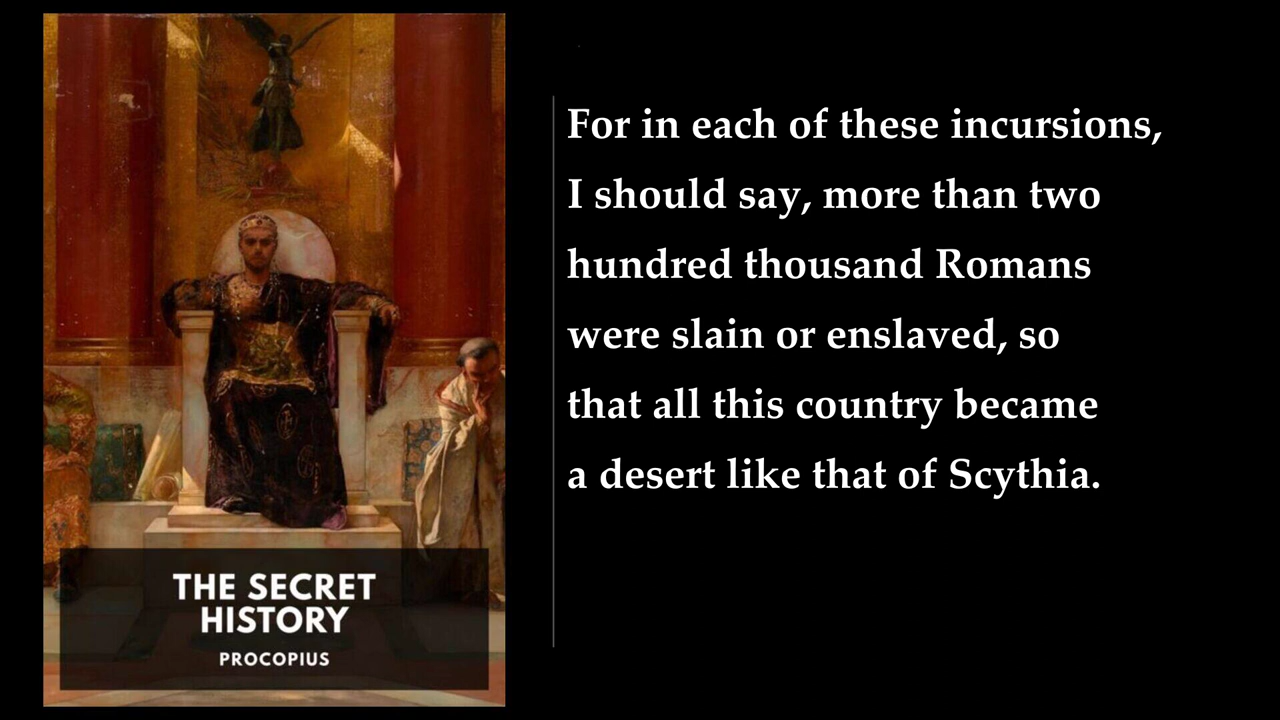 THE SECRET
HISTORY
PROCOPIUS
For in each of these incursions,
I should say, more than two
hundred thousand Romans
were slain or enslaved, so
that all this country became
a desert like that of Scythia.